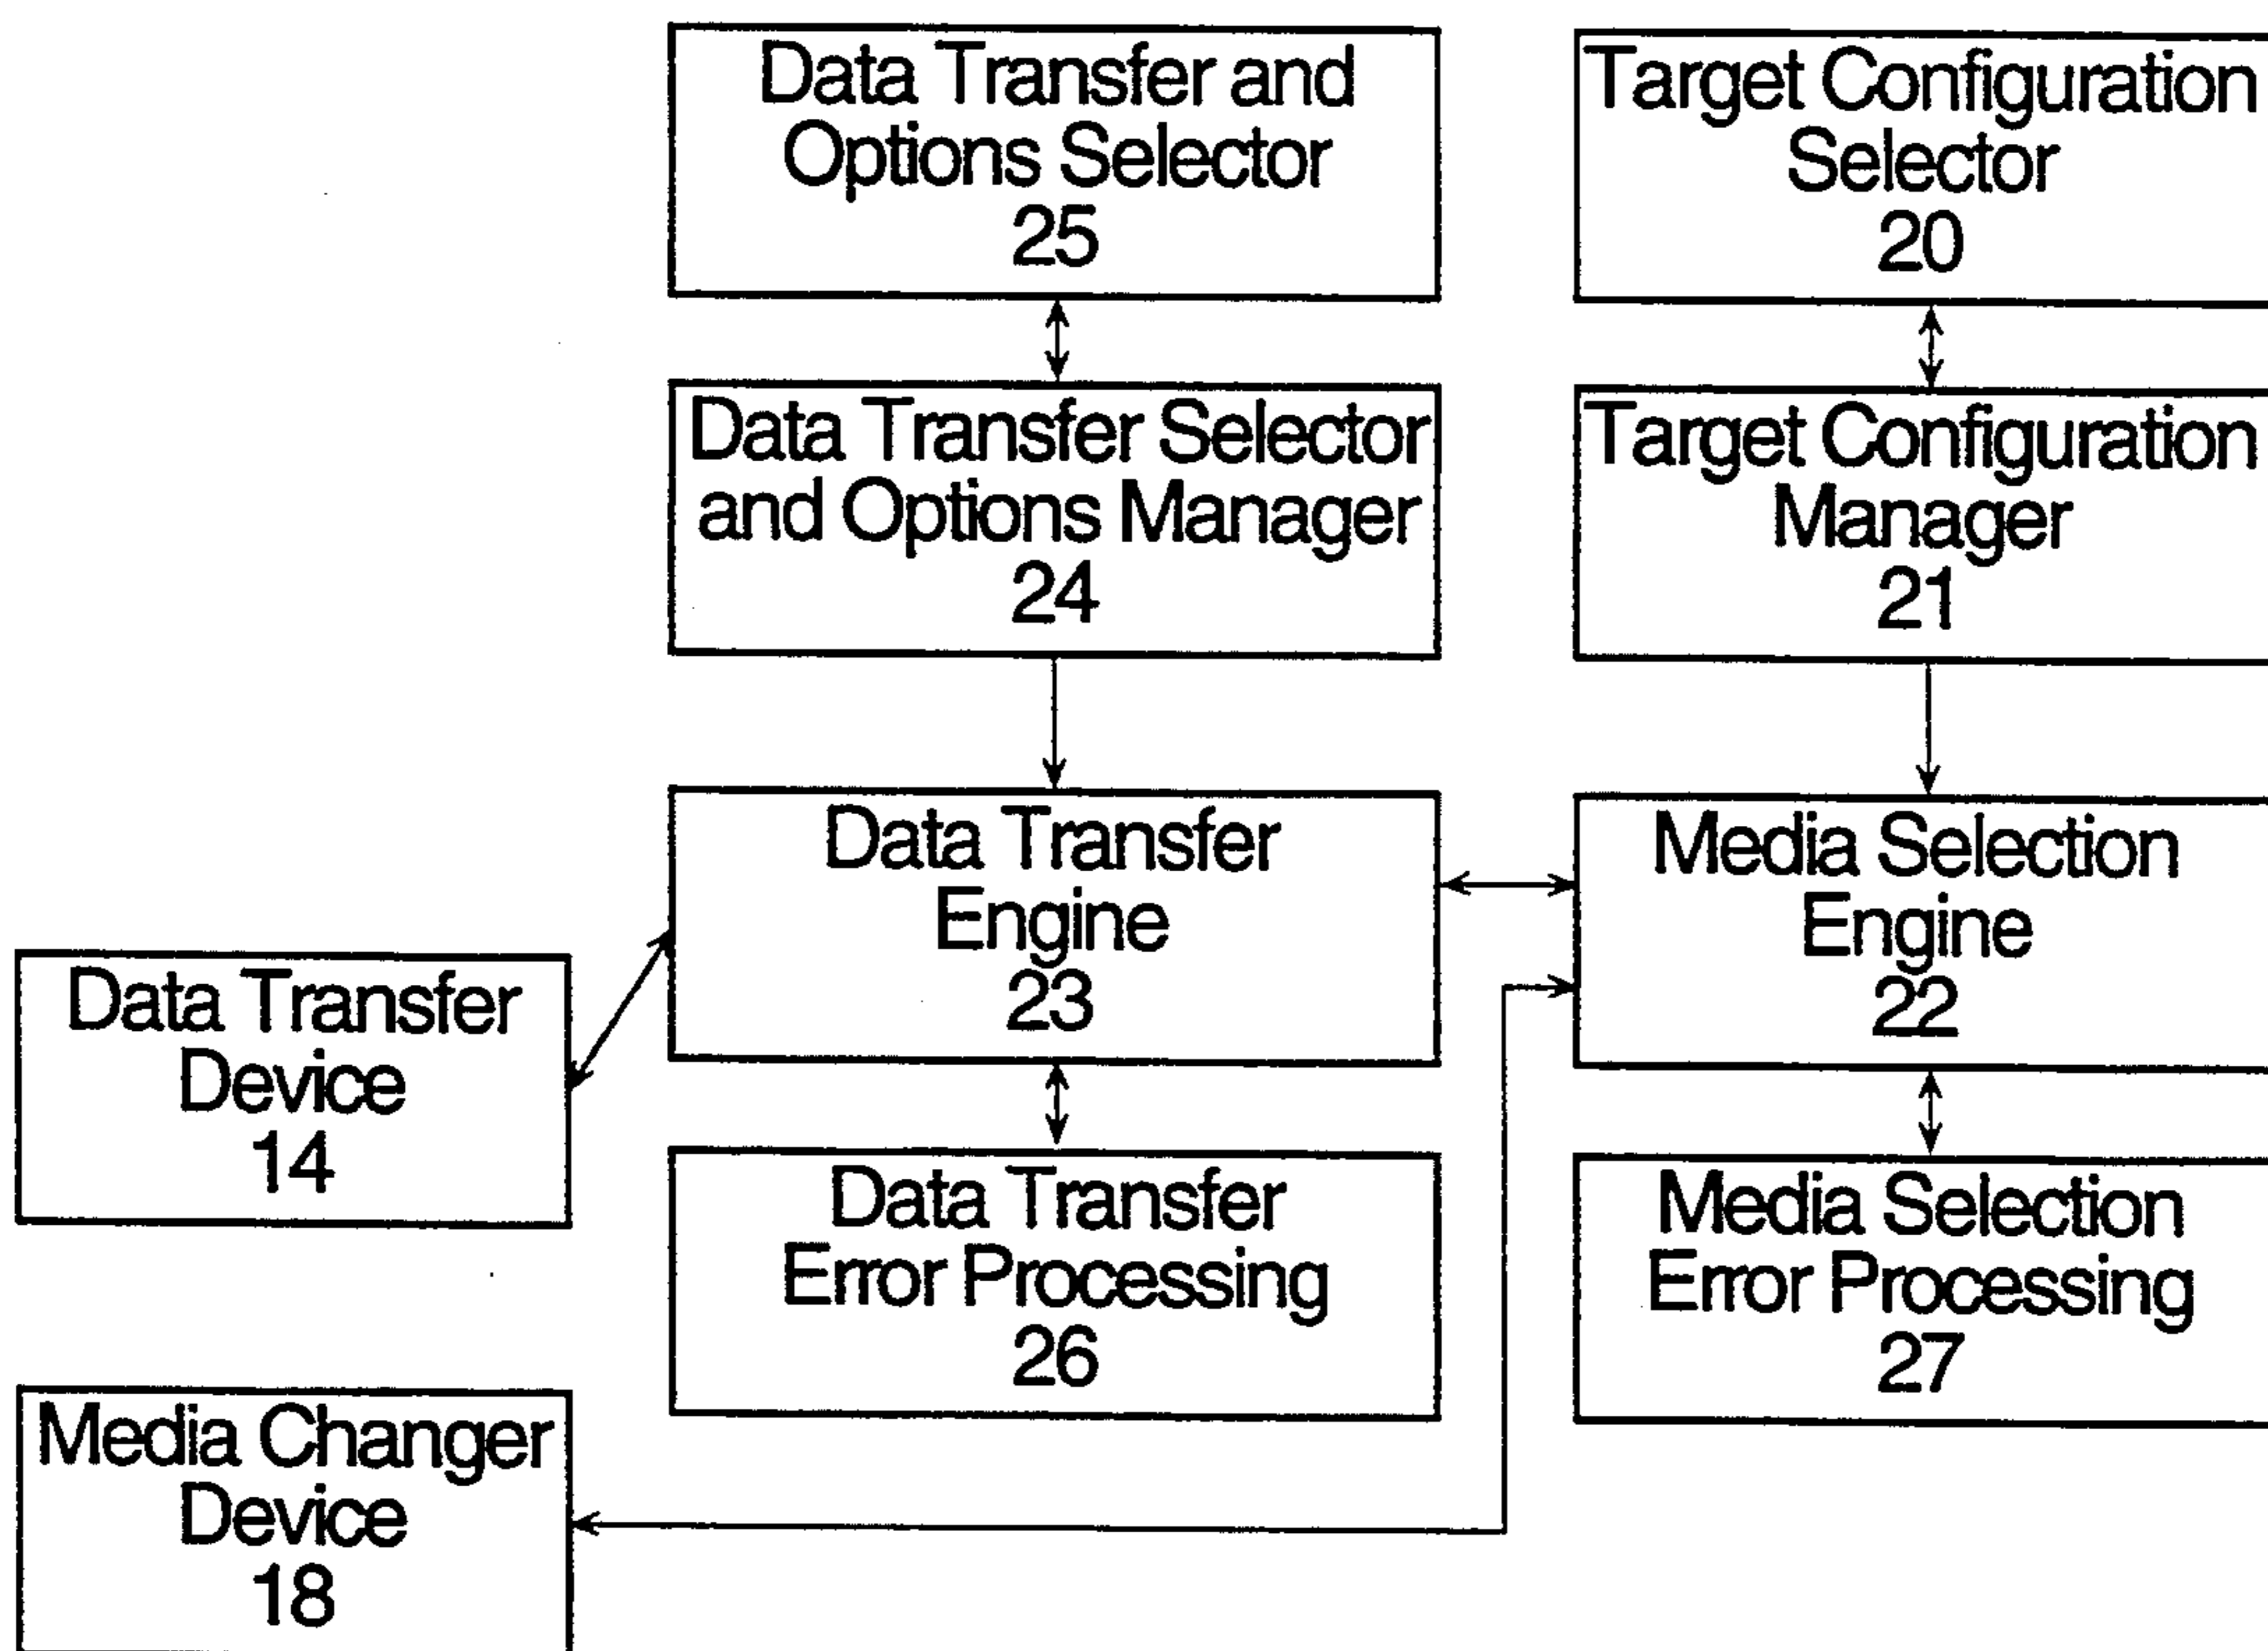 Data Transfer and
Options Selector
25
Target Configuration
Selector
20
Data Transfer Selector
and Options Manager
24
Target Configuration
Manager
21
Data Transfer
Engine
23
Media Selection
Engine
22
Data Transfer
Device
14
Data Transfer
Error Processing
26
Media Selection
Error Processing
27
Media Changer
Device
18